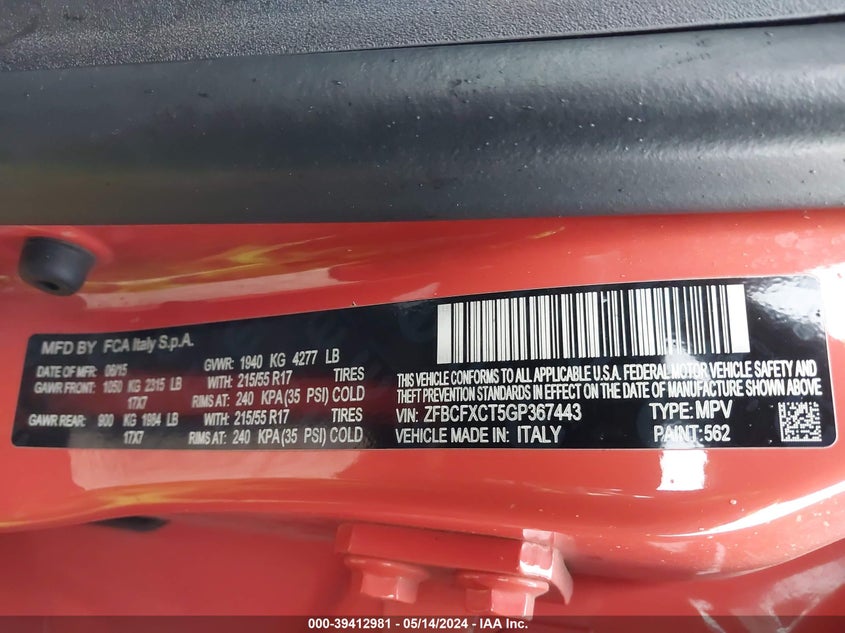 MFD BY FCA Italy S.p.A.
DATE OF MFR: 06/15 GVWR: 1940 KG 4277 LB
GAWR FRONT: 1050 KG 2315 LB WITH: 215/55 R17 TIRES
17X7 RIMS AT: 240 KPA(35 PSI) COLD
GAWR REAR: 900 KG 1984 LB WITH: 215/55 R17 TIRES
17X7 RIMS AT: 240 KPA(35 PSI) COLD
THIS VEHICLE CONFORMS TO ALL APPLICABLE U.S.A. FEDERAL MOTOR VEHICLE SAFETY AND
THEFT PREVENTION STANDARDS IN EFFECT ON THE DATE OF MANUFACTURE SHOWN ABOVE
VIN: ZFBCFXCT5GP367443 TYPE: MPV
VEHICLE MADE IN: ITALY PAINT: 562
000-39412981 - 05/14/2024 - IAA Inc.